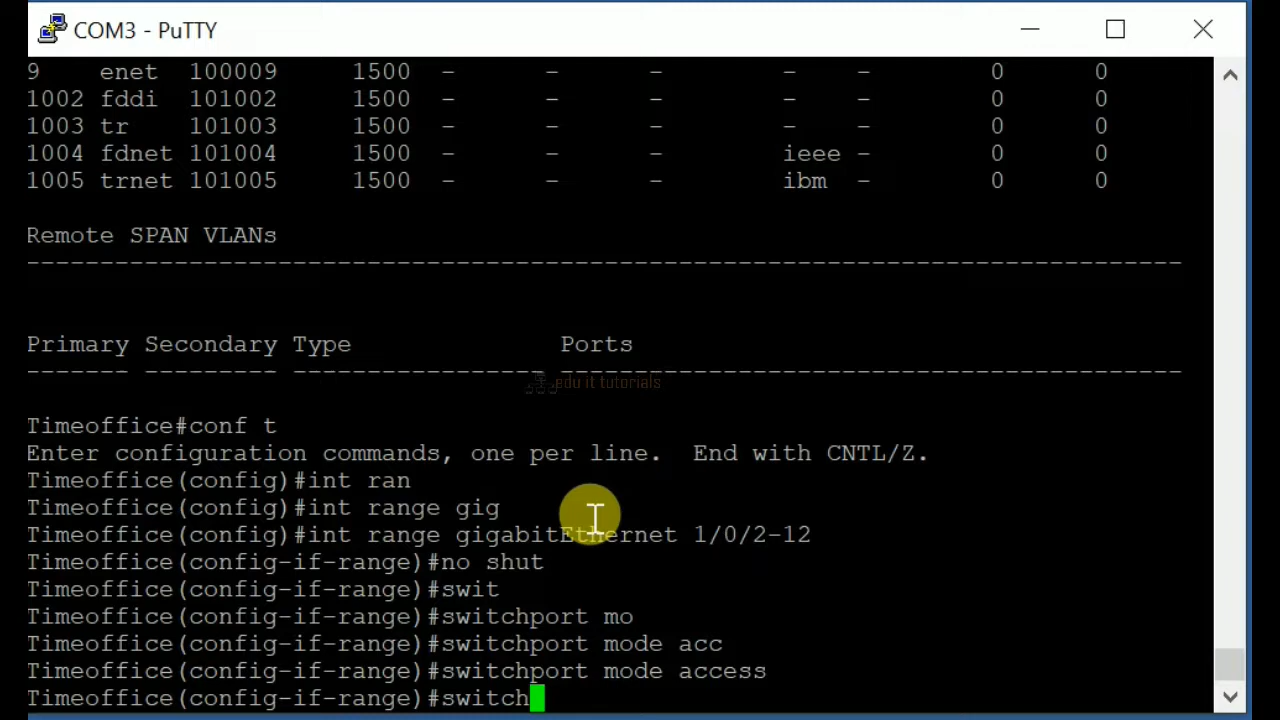 COM3 - PuTTY
9    enet  100009     1500  -      -      -        -    -        0      0
1002 fddi  101002     1500  -      -      -        -    -        0      0
1003 tr    101003     1500  -      -      -        -    -        0      0
1004 fdnet 101004     1500  -      -      -        ieee -        0      0
1005 trnet 101005     1500  -      -      -        ibm  -        0      0
Remote SPAN VLANs
------------------------------------------------------------------------------
Primary Secondary Type              Ports
------- --------- ----------------- ------------------------------------------
edu it tutorials
Timeoffice#conf t
Enter configuration commands, one per line.  End with CNTL/Z.
Timeoffice(config)#int ran
Timeoffice(config)#int range gig
Timeoffice(config)#int range gigabitEthernet 1/0/2-12
Timeoffice(config-if-range)#no shut
Timeoffice(config-if-range)#swit
Timeoffice(config-if-range)#switchport mo
Timeoffice(config-if-range)#switchport mode acc
Timeoffice(config-if-range)#switchport mode access
Timeoffice(config-if-range)#switch